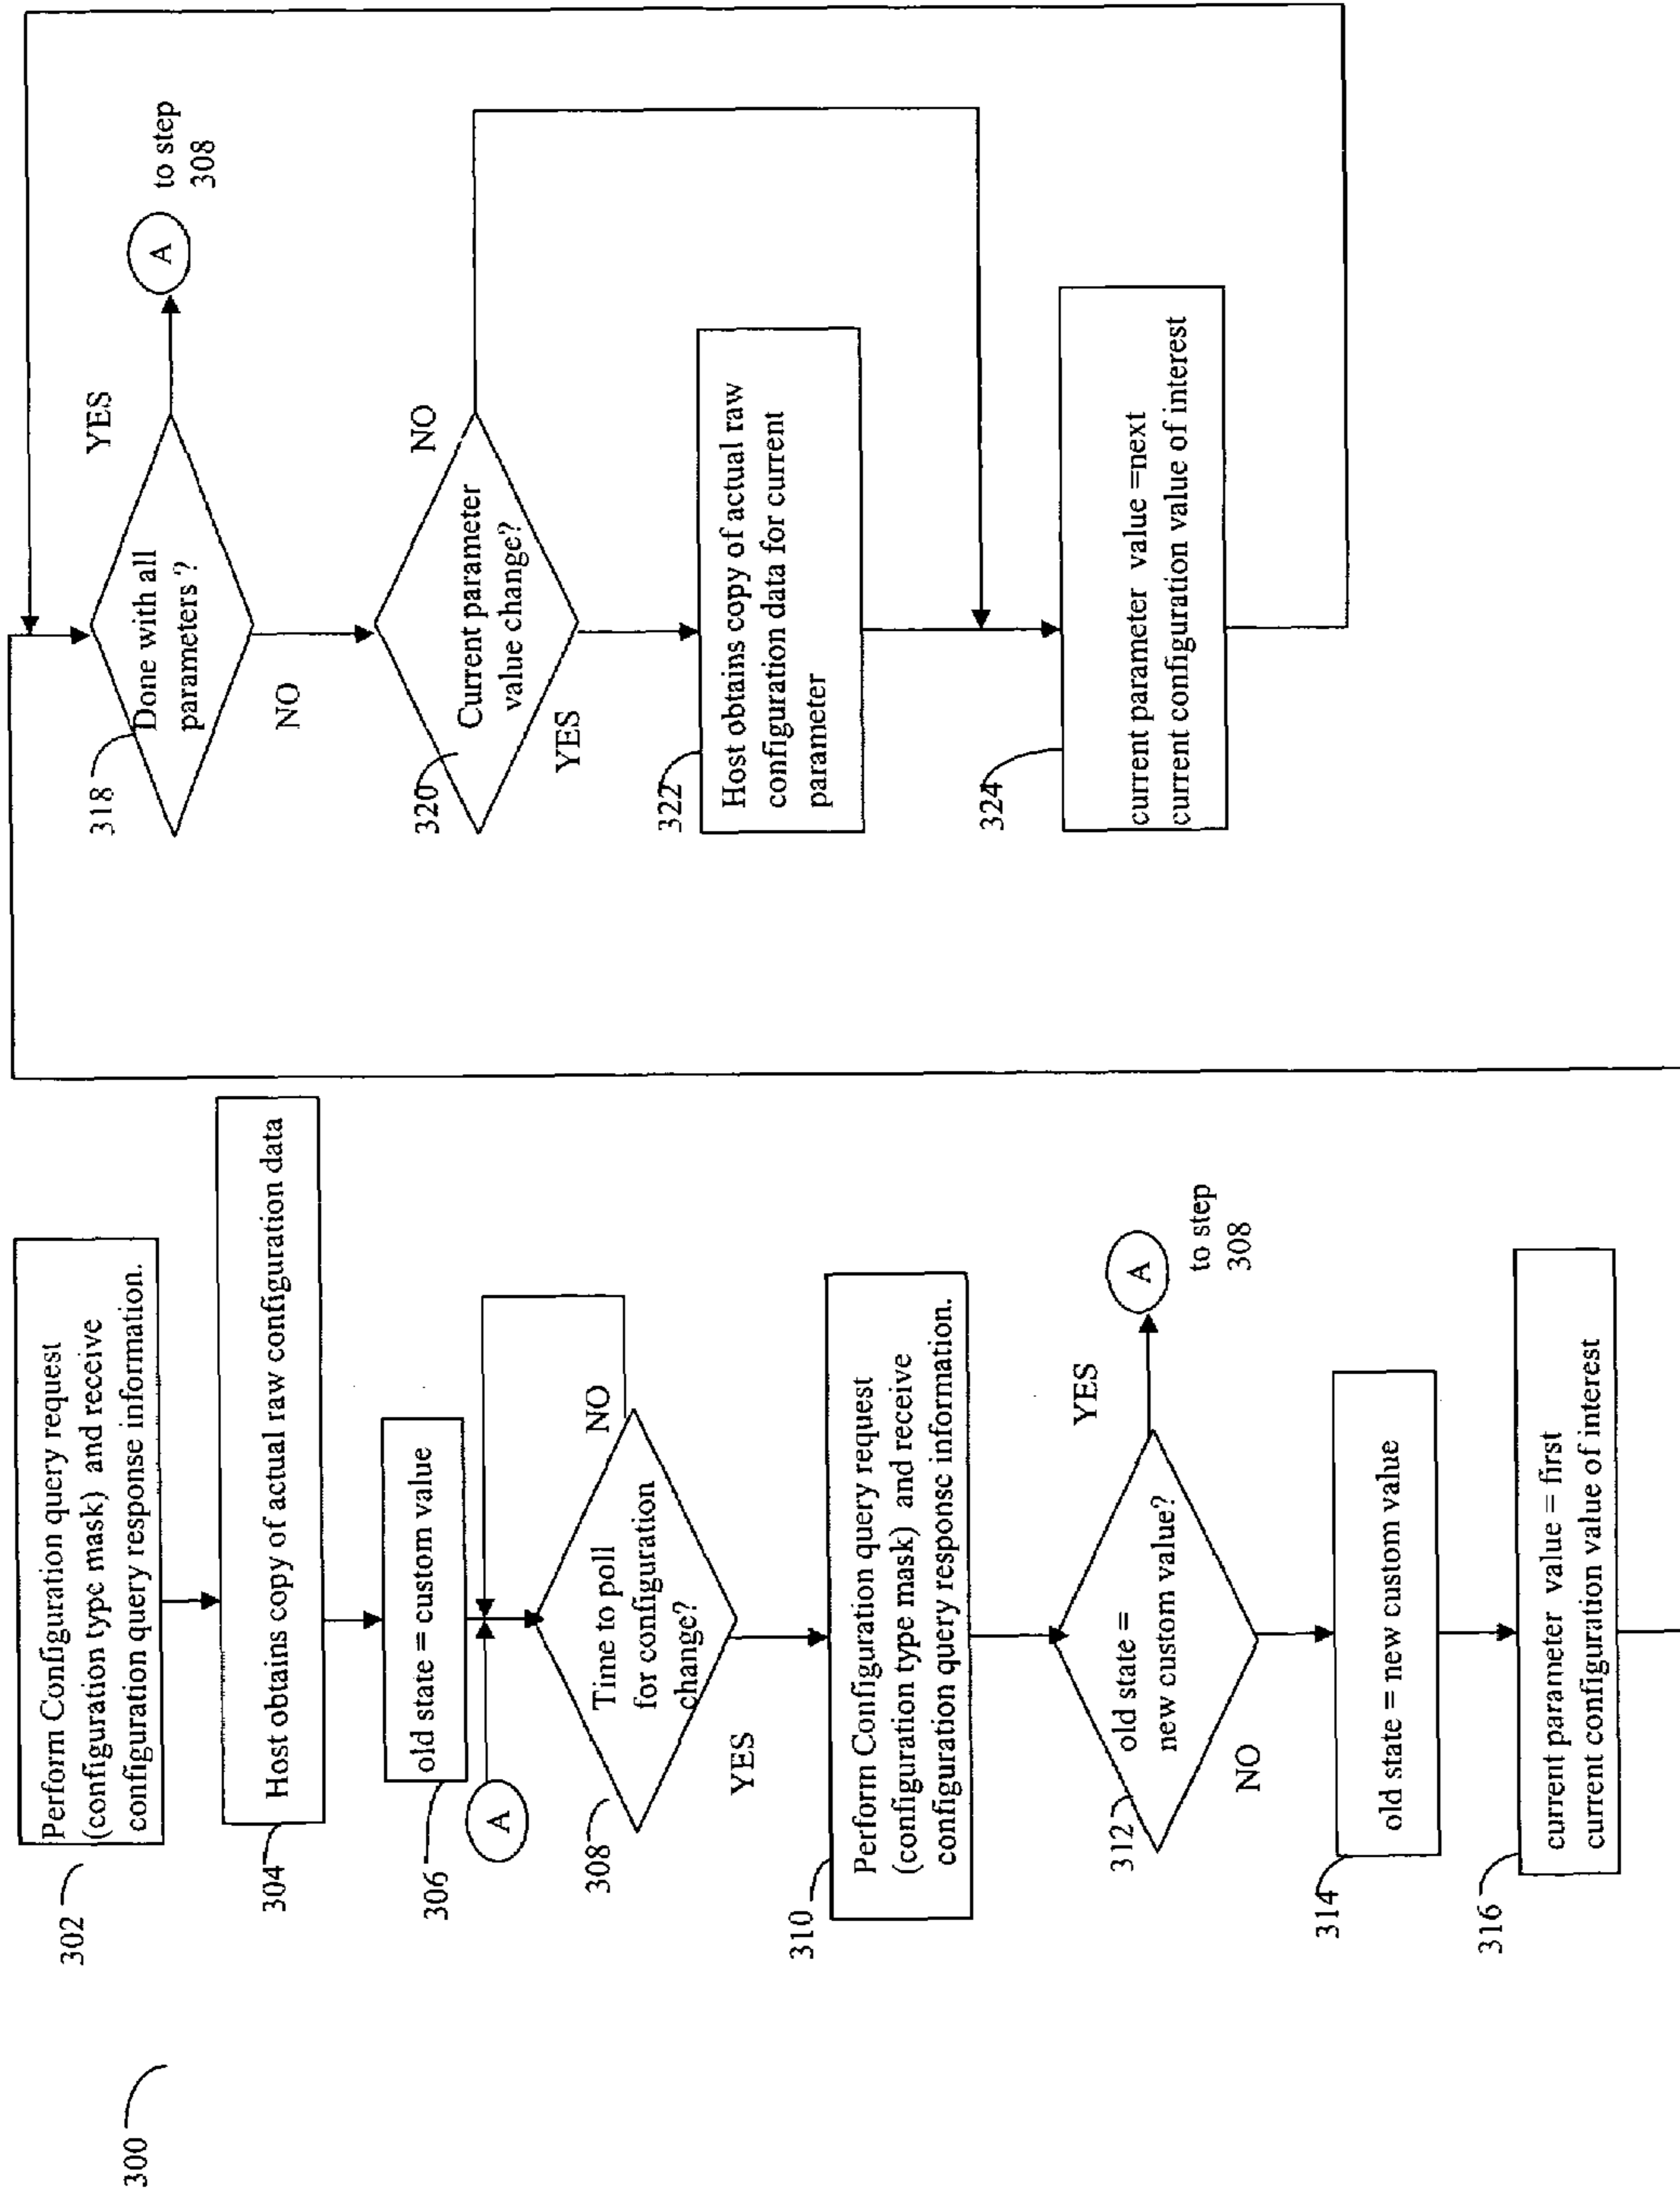 300
302
Perform Configuration query request
(configuration type mask) and receive
configuration query response information.
304
Host obtains copy of actual raw configuration data
306
old state = custom value
A
308
Time to poll
for configuration
change?
NO
YES
310
Perform Configuration query request
(configuration type mask) and receive
configuration query response information.
312
old state =
new custom value?
YES
A
to step
308
NO
314
old state = new custom value
316
current parameter value = first
current configuration value of interest
318
Done with all
parameters ?
YES
A
to step
308
NO
320
Current parameter
value change?
NO
YES
322
Host obtains copy of actual raw
configuration data for current
parameter
324
current parameter value =next
current configuration value of interest